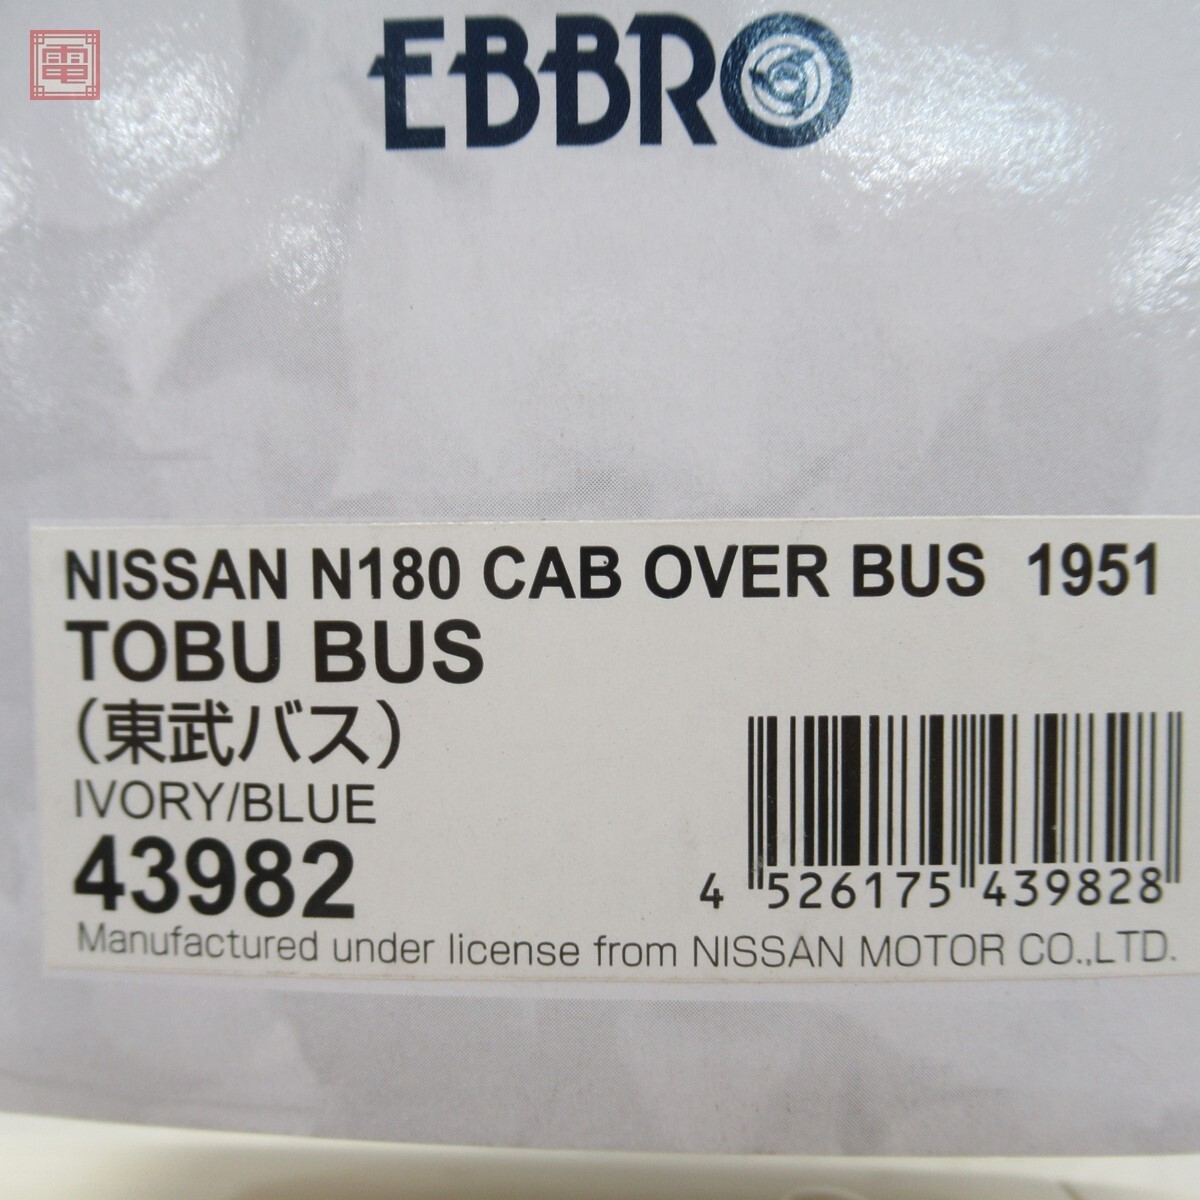 電
EBBRO
NISSAN N180 CAB OVER BUS 1951
TOBU BUS
(東武バス)
IVORY/BLUE
43982
4 526175 439828
Manufactured under license from NISSAN MOTOR CO.,LTD.